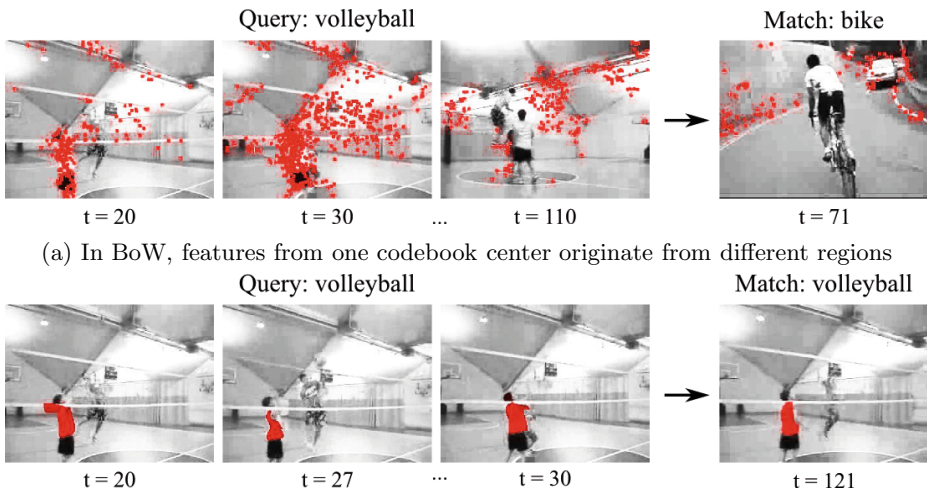 Query: volleyball Match: bike
t = 20 t = 30 ... t = 110 t = 71
(a) In BoW, features from one codebook center originate from different regions
Query: volleyball Match: volleyball
t = 20 t = 27 ... t = 30 t = 121